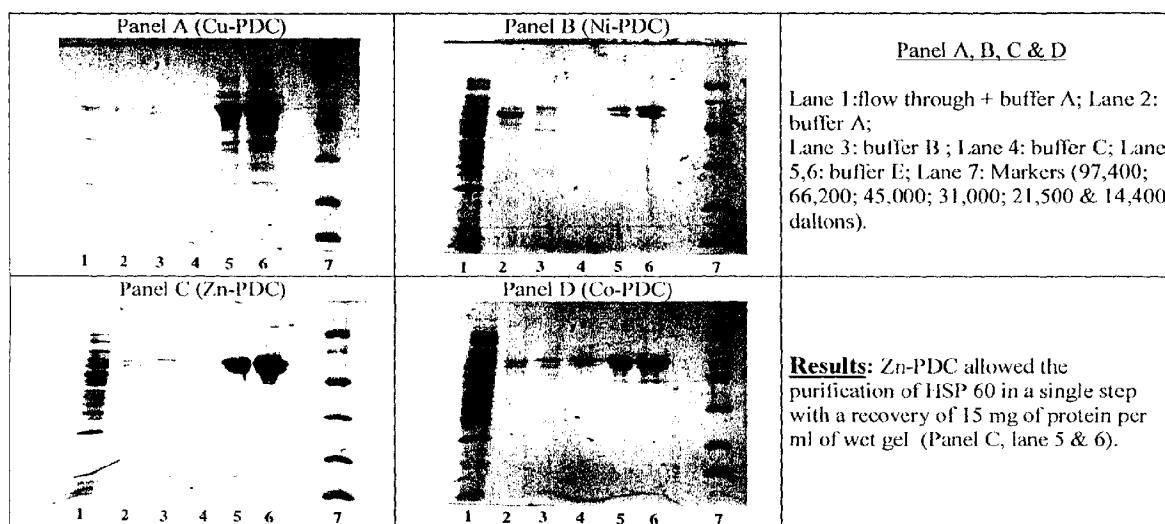 Panel A (Cu-PDC)
1 2 3 4 5 6 7
Panel B (Ni-PDC)
1 2 3 4 5 6 7
Panel A, B, C & D
Lane 1:flow through + buffer A; Lane 2:
buffer A;
Lane 3: buffer B ; Lane 4: buffer C; Lane
5,6: buffer E; Lane 7: Markers (97,400;
66,200; 45.000; 31,000; 21,500 & 14,400
daltons).
Panel C (Zn-PDC)
1 2 3 4 5 6 7
Panel D (Co-PDC)
1 2 3 4 5 6 7
Results: Zn-PDC allowed the
purification of HSP 60 in a single step
with a recovery of 15 mg of protein per
ml of wet gel (Panel C, lane 5 & 6).